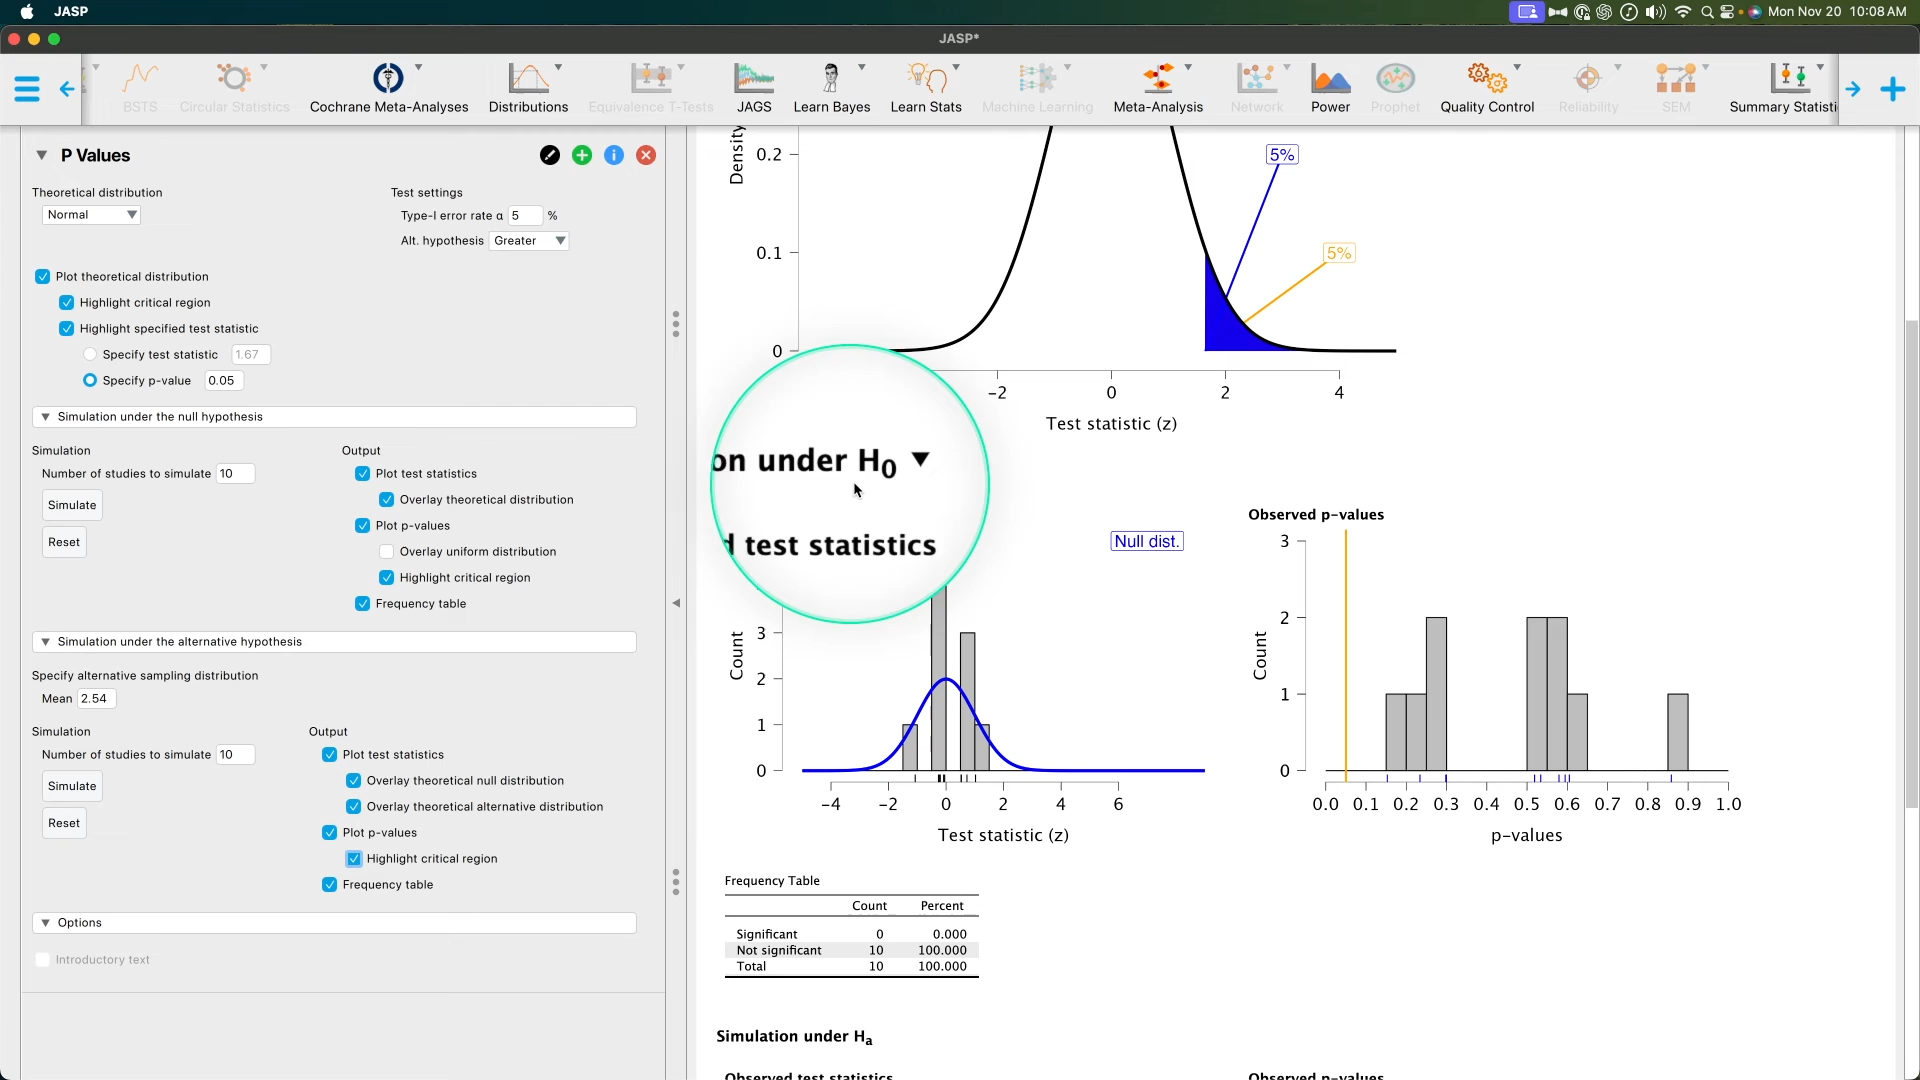 JASP
Mon Nov 20 10:08 AM
JASP*
BSTS
Circular Statistics
Cochrane Meta-Analyses
Distributions
Equivalence T-Tests
JAGS
Learn Bayes
Learn Stats
Machine Learning
Meta-Analysis
Network
Power
Prophet
Quality Control
Reliability
SEM
Summary Statisti
P Values
Theoretical distribution
Normal
Test settings
Type-I error rate α 5 %
Alt. hypothesis Greater
Plot theoretical distribution
Highlight critical region
Highlight specified test statistic
Specify test statistic 1.67
Specify p-value 0.05
Simulation under the null hypothesis
Simulation
Number of studies to simulate 10
Simulate
Reset
Output
Plot test statistics
Overlay theoretical distribution
Plot p-values
Overlay uniform distribution
Highlight critical region
Frequency table
Simulation under the alternative hypothesis
Specify alternative sampling distribution
Mean 2.54
Simulation
Number of studies to simulate 10
Simulate
Reset
Output
Plot test statistics
Overlay theoretical null distribution
Overlay theoretical alternative distribution
Plot p-values
Highlight critical region
Frequency table
Options
Introductory text
Density
0.2
0.1
0
5%
5%
-2 0 2 4
Test statistic (z)
on under H0
test statistics
Null dist.
Count
3
2
1
0
-4 -2 0 2 4 6
Test statistic (z)
Observed p-values
Count
3
2
1
0
0.0 0.1 0.2 0.3 0.4 0.5 0.6 0.7 0.8 0.9 1.0
p-values
Frequency Table
Count Percent
Significant 0 0.000
Not significant 10 100.000
Total 10 100.000
Simulation under Ha
Observed test statistics
Observed p-values